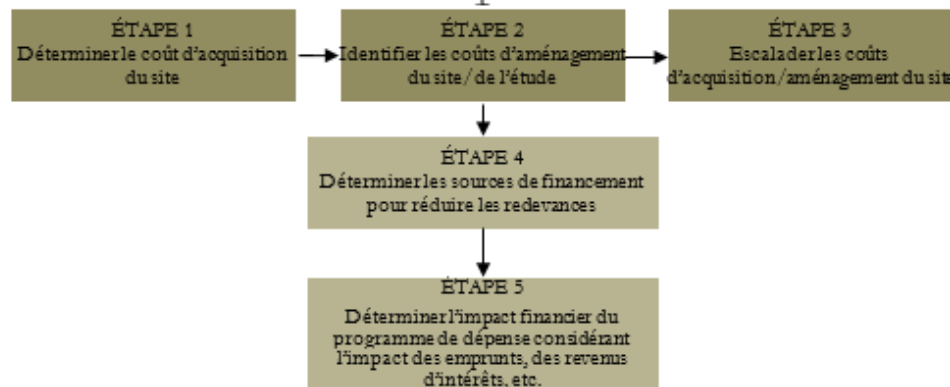 ÉTAPE 1
Déterminer le coût d'acquisition
du site
ÉTAPE 2
Identifier les coûts d'aménagement
du site/ de l'étude
ÉTAPE 3
Escalader les coûts
d'acquisition/aménagement du site
ÉTAPE 4
Déterminer les sources de financement
pour réduire les redevances
ÉTAPE 5
Déterminer l'impact financier du
programme de dépense considérant
l'impact des emprunts, des revenus
d'intérêts, etc.